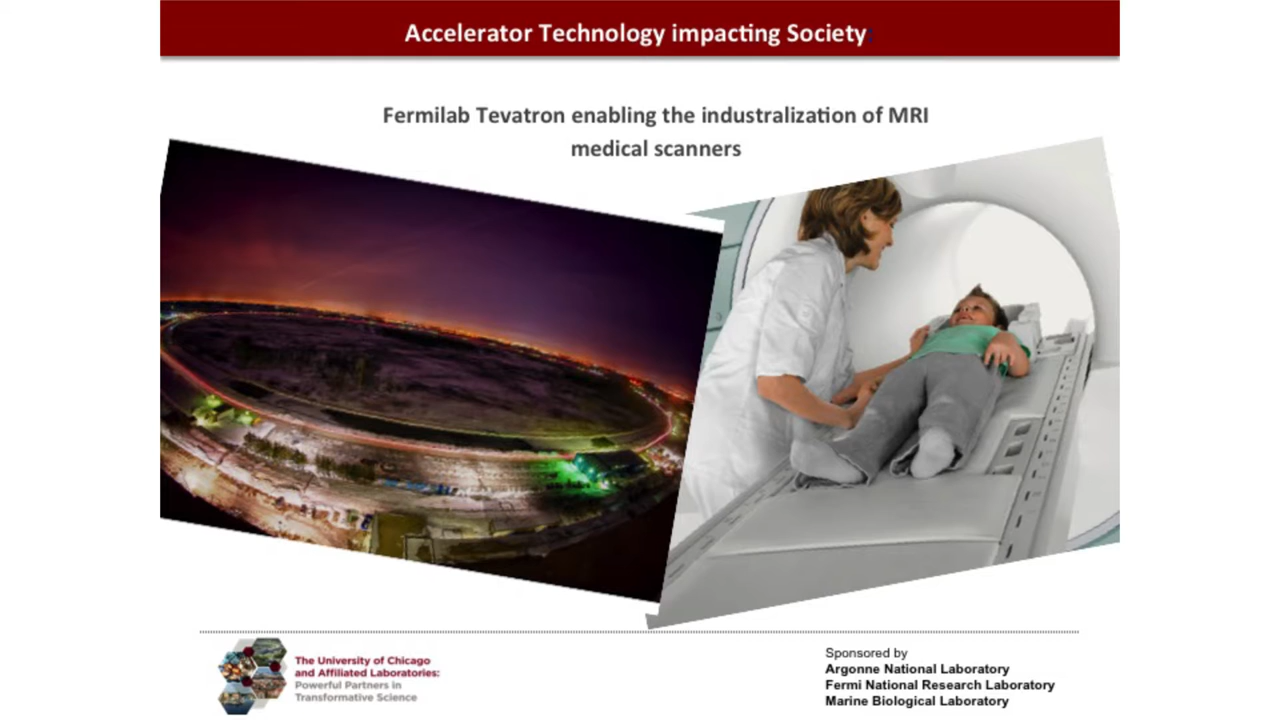 Accelerator Technology impacting Society:
Fermilab Tevatron enabling the industralization of MRI
medical scanners
The University of Chicago
and Affiliated Laboratories:
Powerful Partners in
Transformative Science
Sponsored by
Argonne National Laboratory
Fermi National Research Laboratory
Marine Biological Laboratory